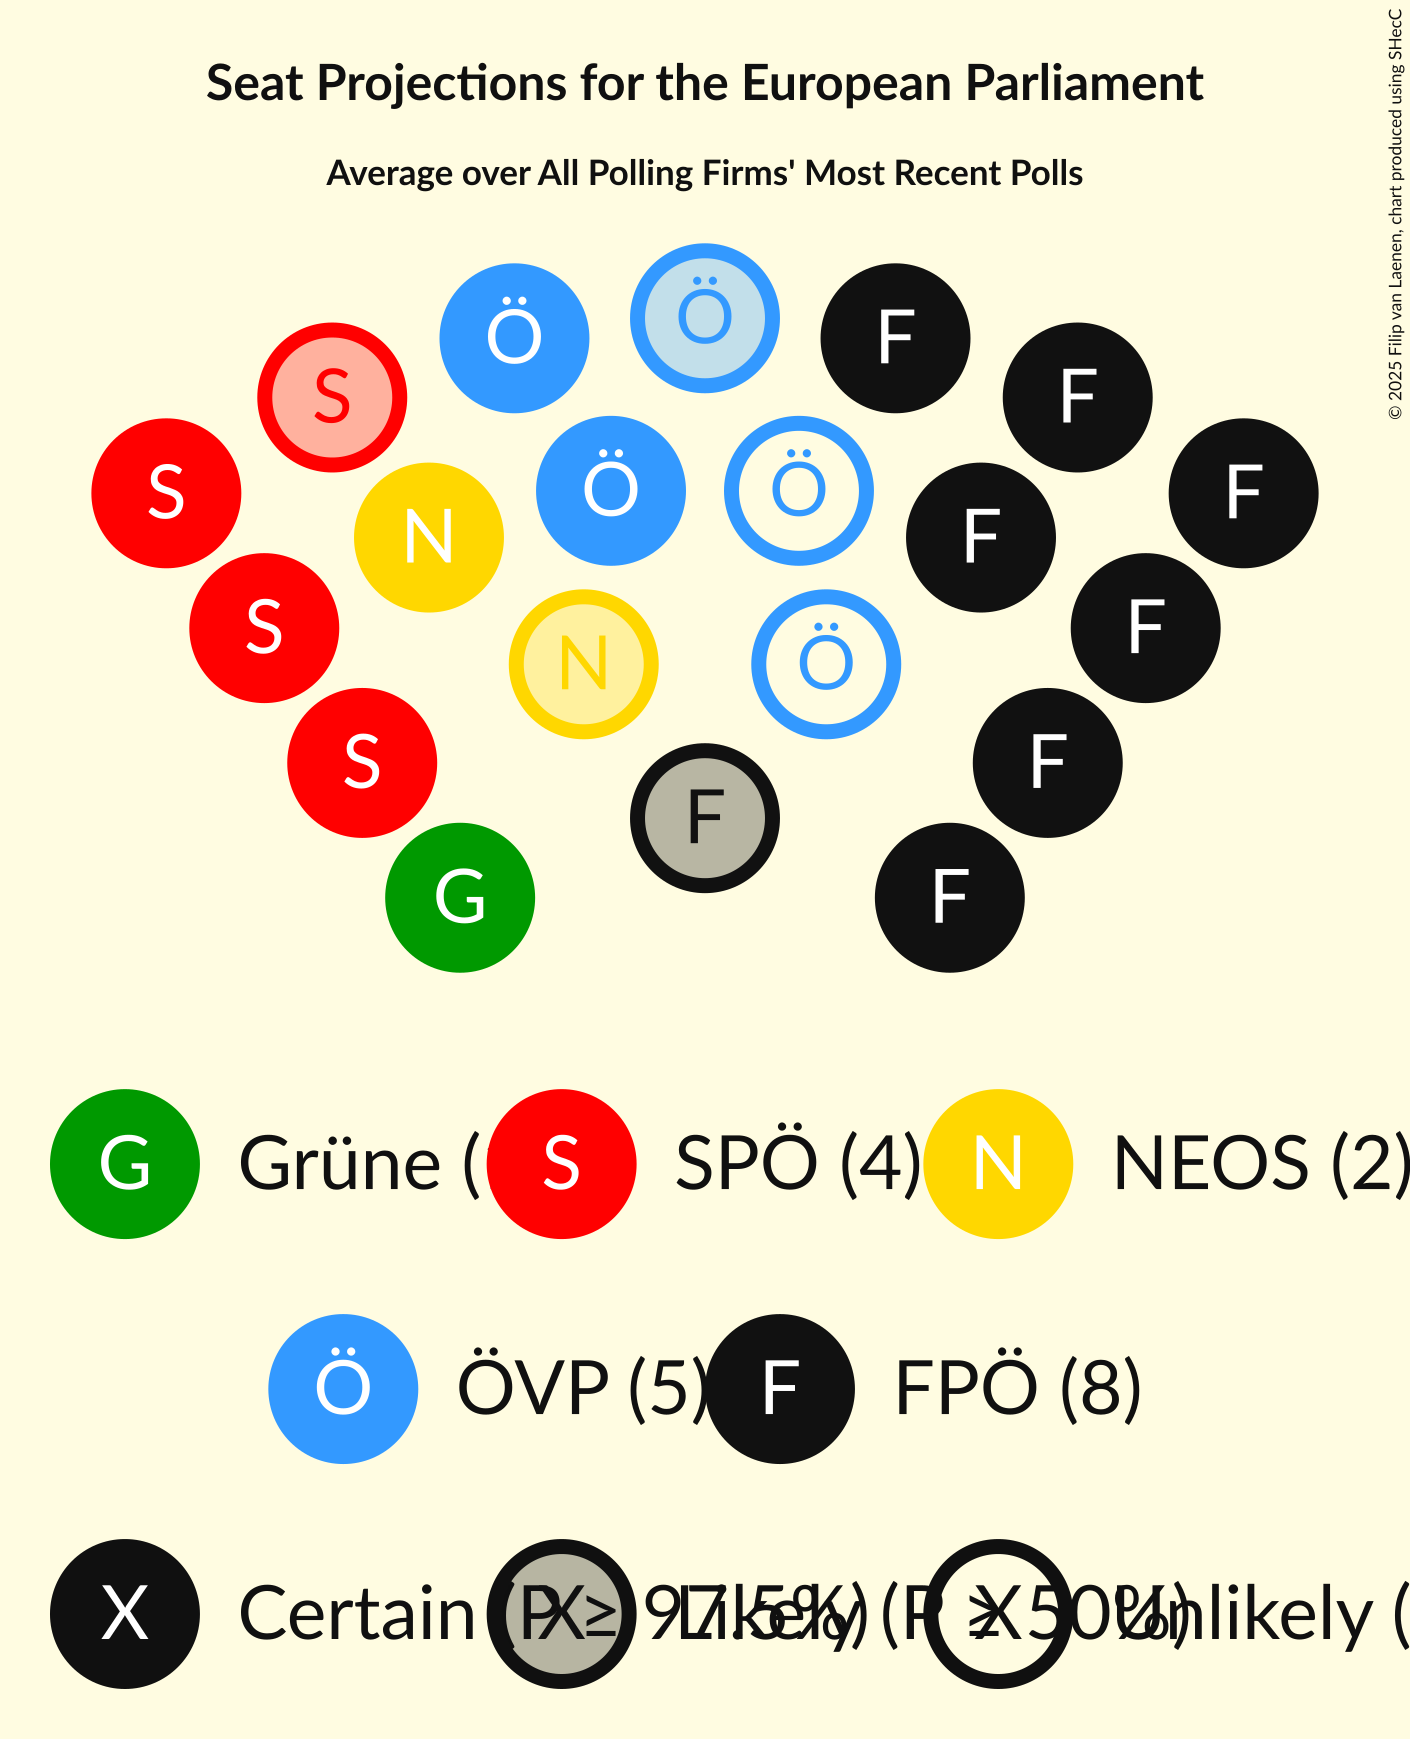 Seat Projections for the European Parliament
Average over All Polling Firms' Most Recent Polls
© 2025 Filip van Laenen, chart produced using SHecC
Ö
Ö F
S F
S Ö Ö F
N F
S N Ö F
S F
F
G F
G Grüne ( S SPÖ (4) N NEOS (2)
Ö ÖVP (5) F FPÖ (8)
X Certain (P ≥ 97.5%) X Likely (P ≥ 50%) X Unlikely (